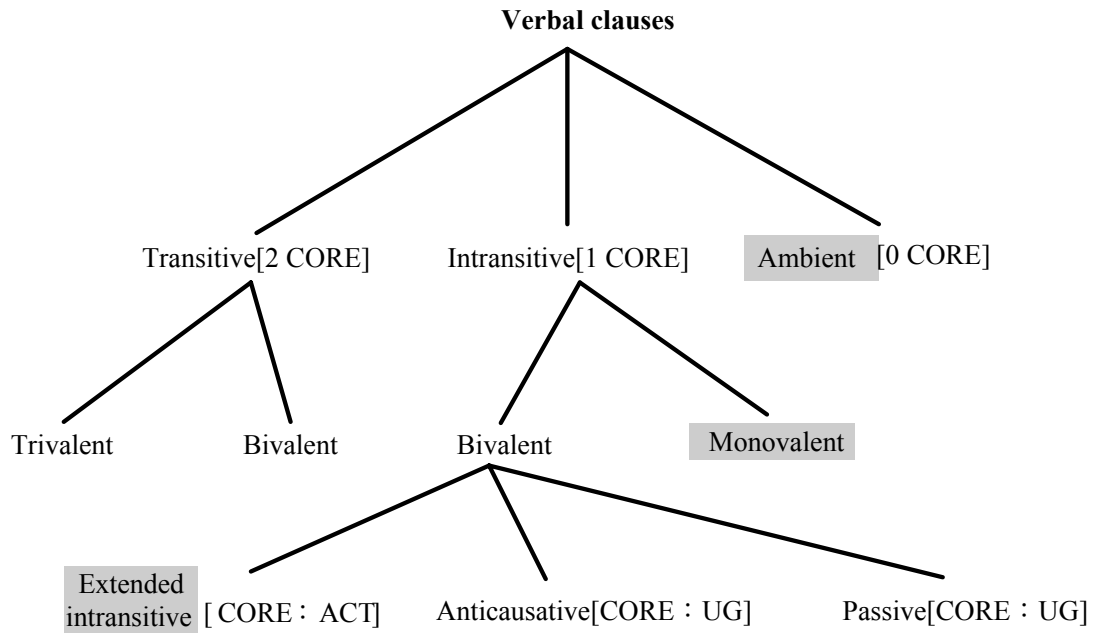 Verbal clauses
Transitive[2 CORE] Intransitive[1 CORE] Ambient [0 CORE]
Trivalent Bivalent Bivalent Monovalent
Extended
intransitive [ CORE：ACT] Anticausative[CORE：UG] Passive[CORE：UG]